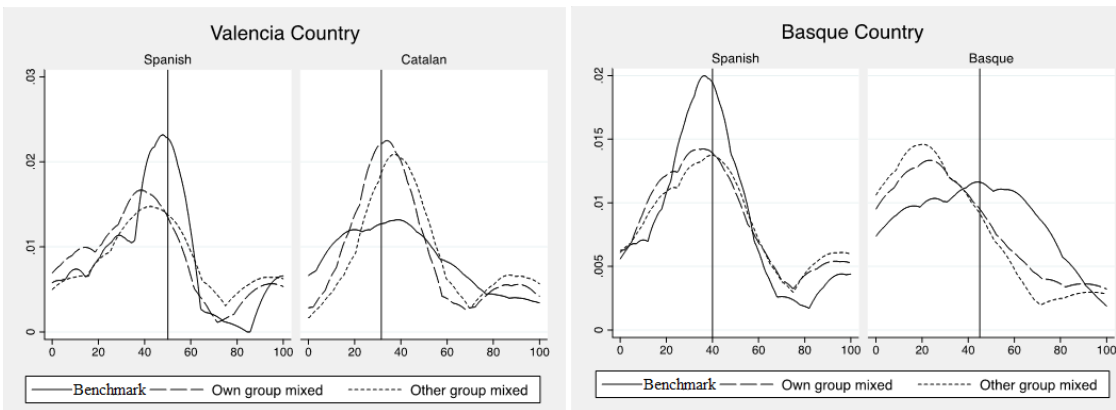 Valencia Country
Spanish
Catalan
.03
.02
.01
0
0 20 40 60 80 100
0 20 40 60 80 100
Benchmark Own group mixed Other group mixed
Basque Country
Spanish
Basque
.02
.015
.01
.005
0
0 20 40 60 80 100
0 20 40 60 80 100
Benchmark Own group mixed Other group mixed